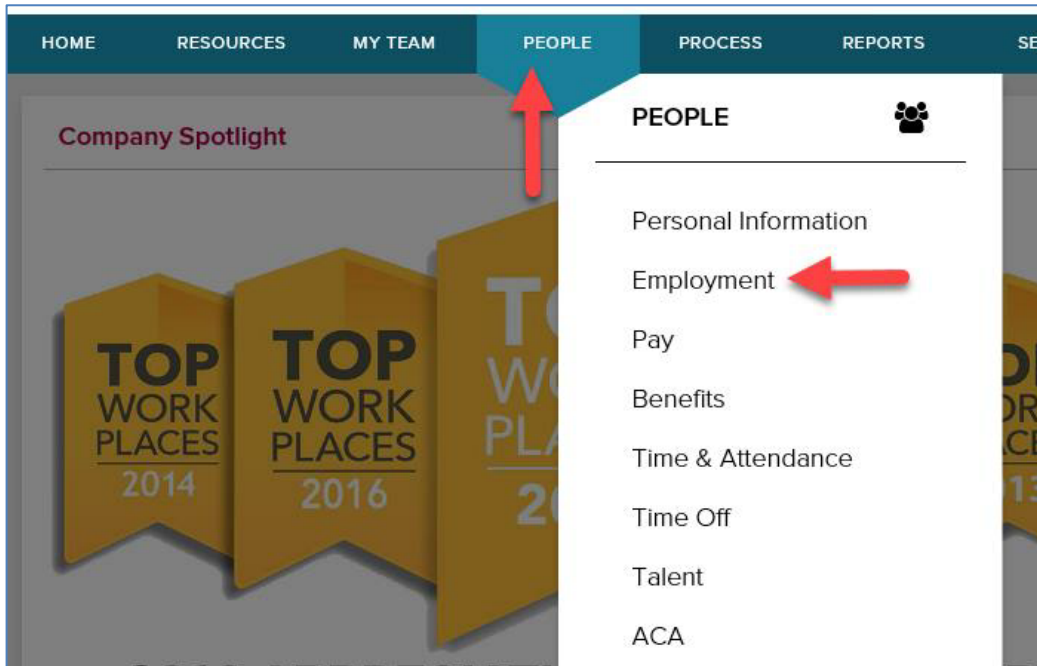 HOME RESOURCES MY TEAM PEOPLE PROCESS REPORTS
PEOPLE
Company Spotlight
Personal Information
Employment
Pay
Benefits
Time & Attendance
Time Off
Talent
ACA
TOP
WORK
PLACES
2014
TOP
WORK
PLACES
2016